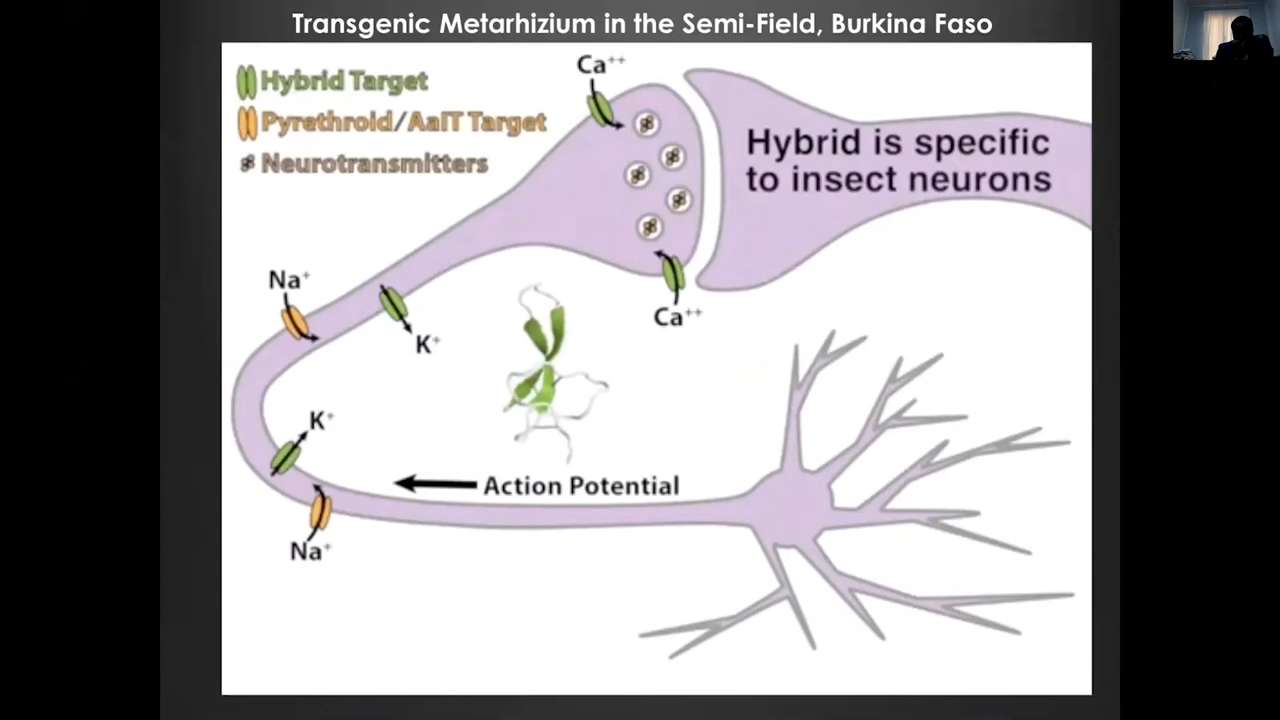 Transgenic Metarhizium in the Semi-Field, Burkina Faso
Hybrid Target
Pyrethroid/AaIT Target
Neurotransmitters
Ca++
Hybrid is specific
to insect neurons
Na+
K+
Ca++
K+
Action Potential
Na+